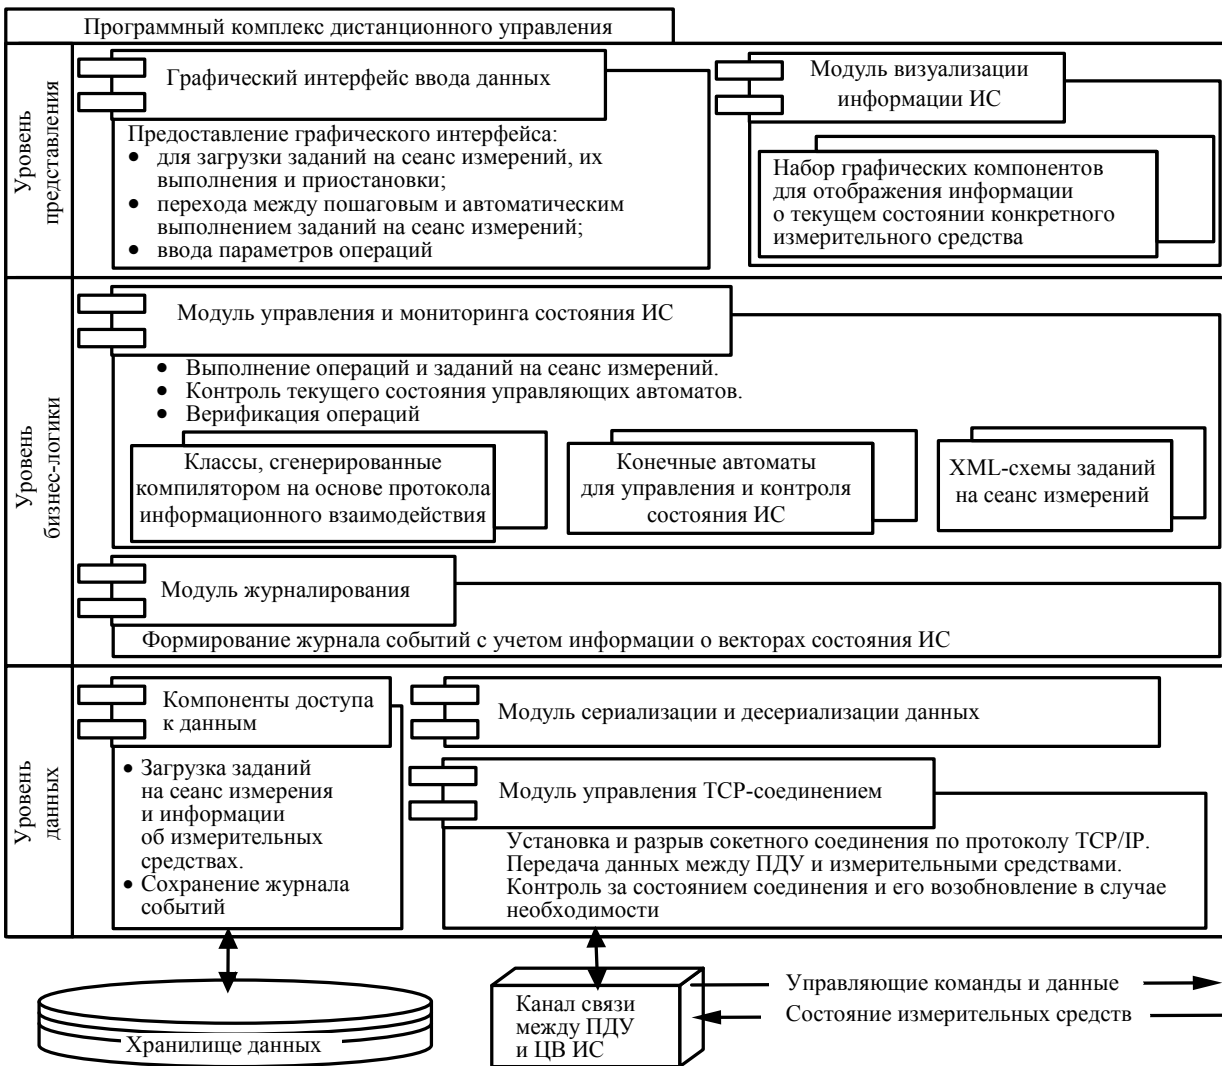 Программный комплекс дистанционного управления
Уровень
представления
Графический интерфейс ввода данных
Предоставление графического интерфейса:
• для загрузки заданий на сеанс измерений, их
выполнения и приостановки;
• перехода между пошаговым и автоматическим
выполнением заданий на сеанс измерений;
• ввода параметров операций
Модуль визуализации
информации ИС
Набор графических компонентов
для отображения информации
о текущем состоянии конкретного
измерительного средства
Уровень
бизнес-логики
Модуль управления и мониторинга состояния ИС
• Выполнение операций и заданий на сеанс измерений.
• Контроль текущего состояния управляющих автоматов.
• Верификация операций
Классы, сгенерированные
компилятором на основе протокола
информационного взаимодействия
Конечные автоматы
для управления и контроля
состояния ИС
XML-схемы заданий
на сеанс измерений
Модуль журналирования
Формирование журнала событий с учетом информации о векторах состояния ИС
Уровень
данных
Компоненты доступа
к данным
• Загрузка заданий
на сеанс измерения
и информации
об измерительных
средствах.
• Сохранение журнала
событий
Модуль сериализации и десериализации данных
Модуль управления TCP-соединением
Установка и разрыв сокетного соединения по протоколу TCP/IP.
Передача данных между ПДУ и измерительными средствами.
Контроль за состоянием соединения и его возобновление в случае
необходимости
Хранилище данных
Канал связи
между ПДУ
и ЦВ ИС
Управляющие команды и данные
Состояние измерительных средств